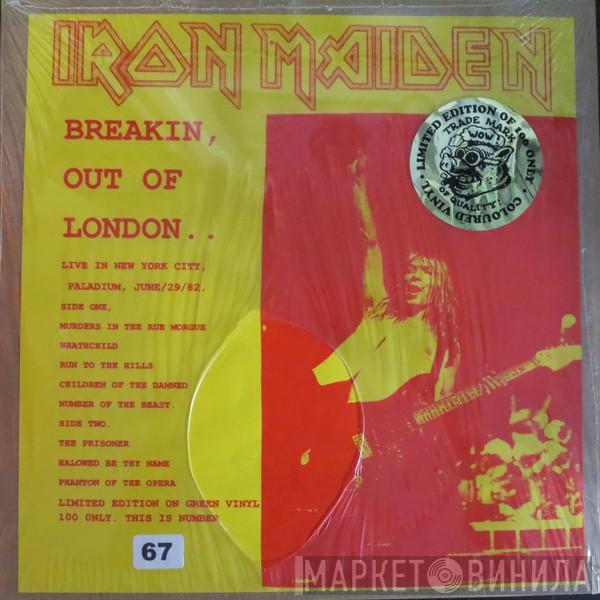 IRON MAIDEN
BREAKIN,
OUT OF
LONDON..
LIVE IN NEW YORK CITY,
PALADIUM, JUNE/29/82.
SIDE ONE,
MURDERS IN THE RUE MORGUE
WRATHCHILD
RUN TO THE HILLS
CHILDREN OF THE DAMNED
NUMBER OF THE BEAST.
SIDE TWO.
THE PRISONER
HALOWED BE THY NAME
PHANTON OF THE OPERA
LIMITED EDITION ON GREEN VINYL
100 0NLY. THIS IS NUMBER
67
LIMITED EDITION OF 100 ONLY • COLOURED VINYL •
TRADE MARK
WOW
OF QUALITY!
МАРКЕТ ВИНИЛА